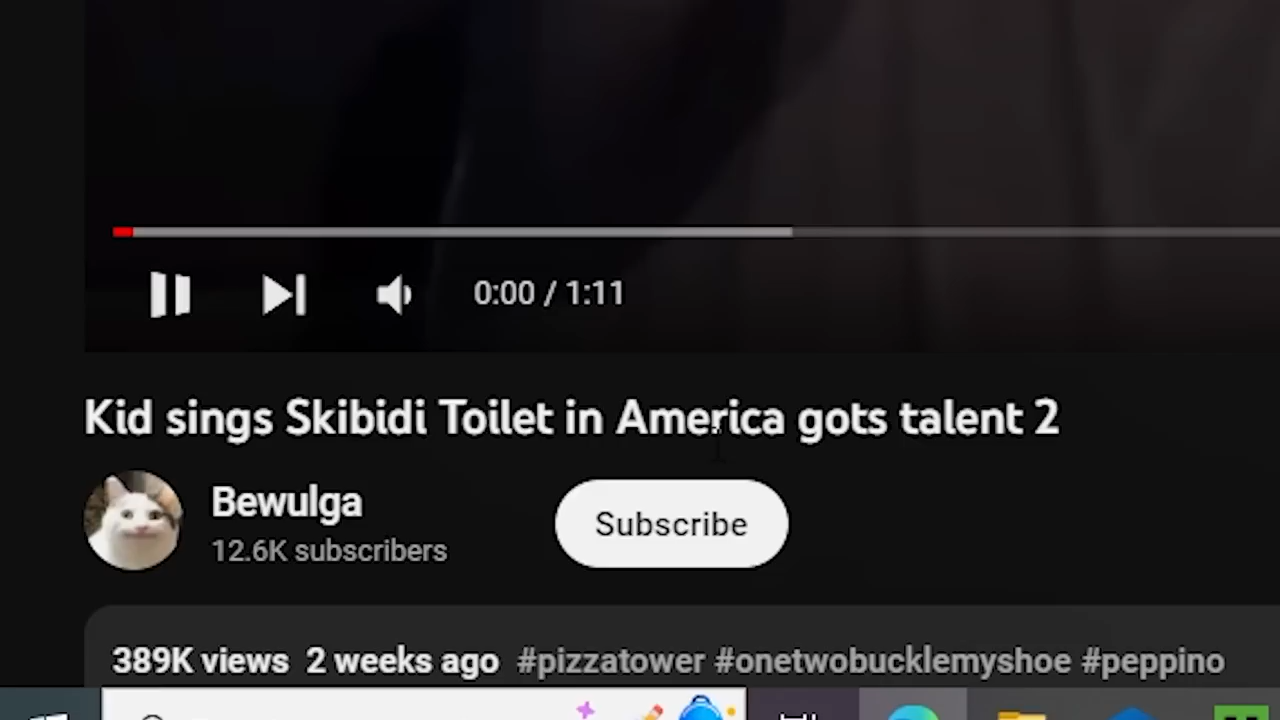 0:00 / 1:11
Kid sings Skibidi Toilet in America gots talent 2
Bewulga
12.6K subscribers
Subscribe
389K views 2 weeks ago #pizzatower #onetwobucklemyshoe #peppino